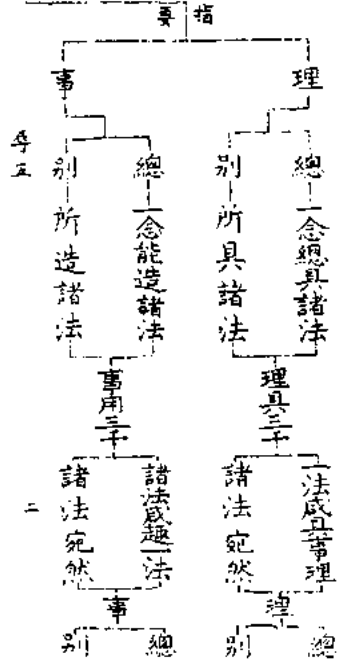 指要
理
總 一念總具諸法
別 所具諸法
理具三千
一法咸具事理
諸法宛然
理
總
別
事
總 一念能造諸法
別 所造諸法
事用三千
諸法咸趣一法
諸法宛然
事
總
別
二